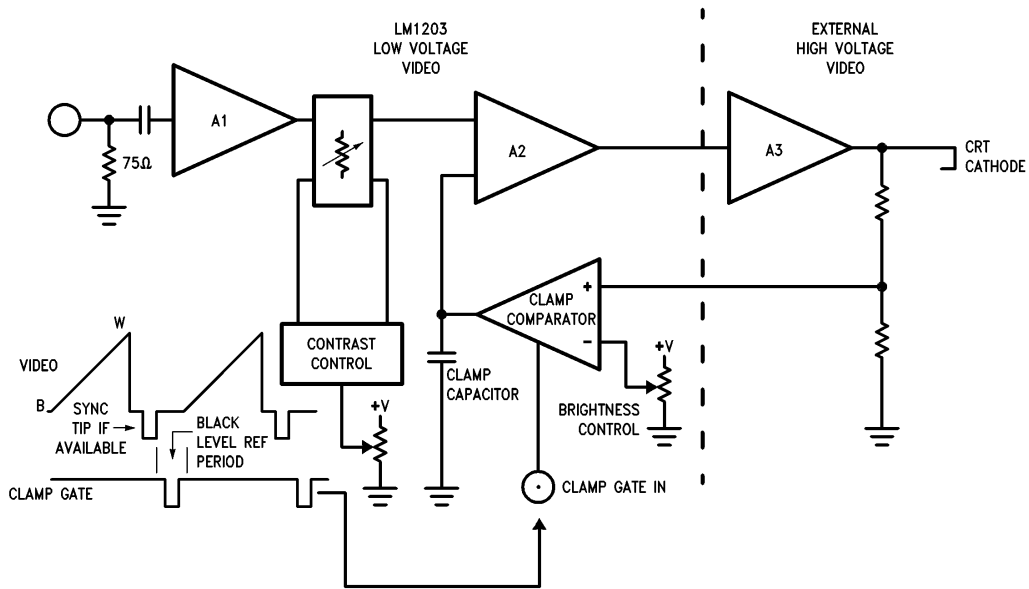 LM1203
LOW VOLTAGE
VIDEO
EXTERNAL
HIGH VOLTAGE
VIDEO
A1
75Ω
A2
A3
CRT
CATHODE
+
CLAMP
COMPARATOR
−
CONTRAST
CONTROL
+V
CLAMP
CAPACITOR
+V
BRIGHTNESS
CONTROL
W
VIDEO
B
SYNC
TIP IF
AVAILABLE
BLACK
LEVEL REF
PERIOD
CLAMP GATE
CLAMP GATE IN